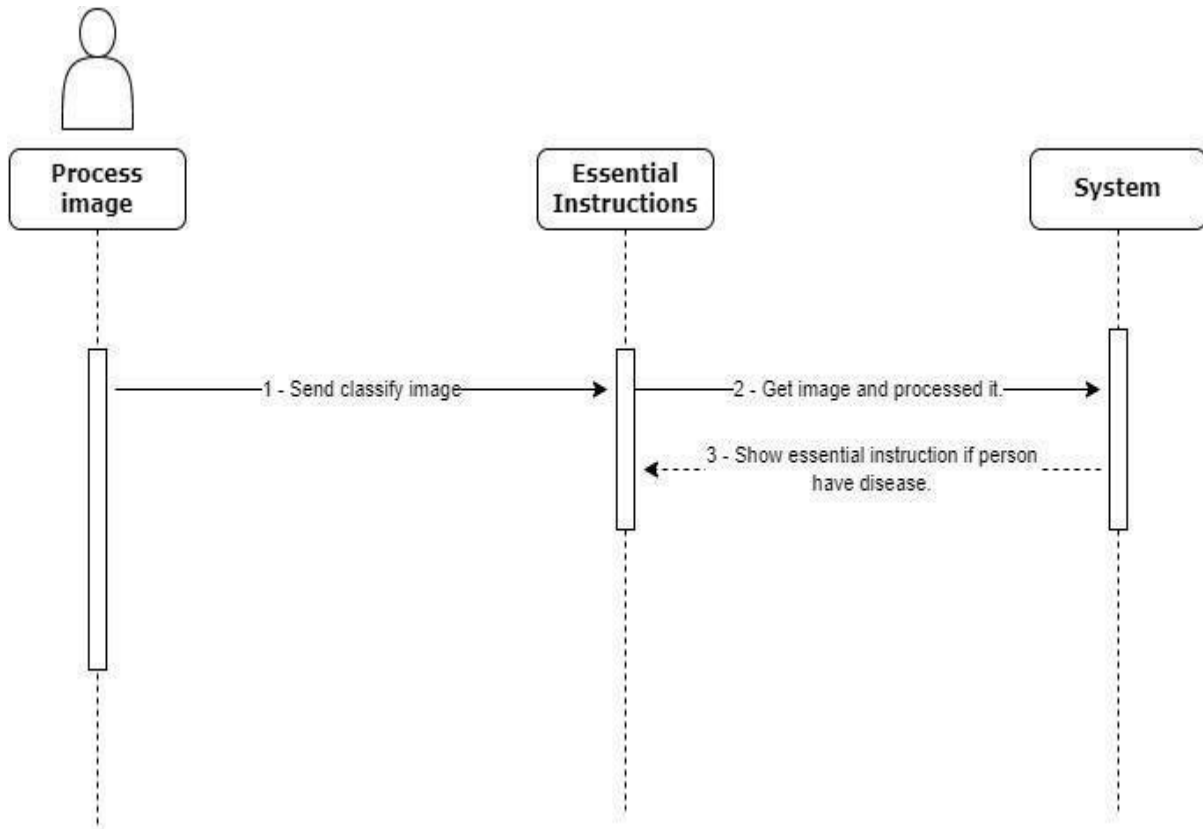 Process
image
Essential
Instructions
System
1 - Send classify image
2 - Get image and processed it.
3 - Show essential instruction if person
have disease.